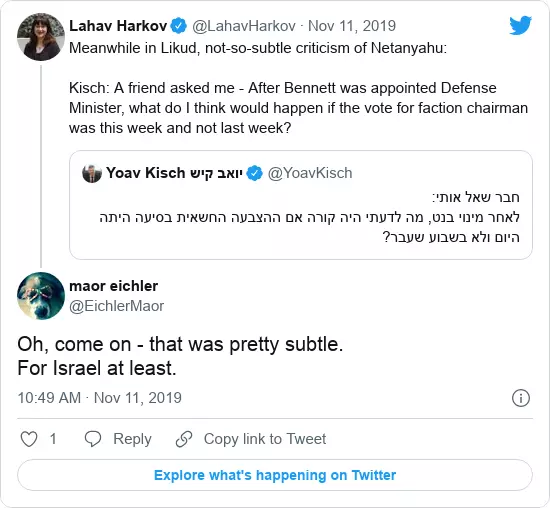 Lahav Harkov @LahavHarkov · Nov 11, 2019
Meanwhile in Likud, not-so-subtle criticism of Netanyahu:
Kisch: A friend asked me - After Bennett was appointed Defense
Minister, what do I think would happen if the vote for faction chairman
was this week and not last week?
Yoav Kisch יואב קיש @YoavKisch
חבר שאל אותי:
לאחר מינוי בנט, מה לדעתי היה קורה אם ההצבעה החשאית בסיעה היתה
היום ולא בשבוע שעבר?
maor eichler
@EichlerMaor
Oh, come on - that was pretty subtle.
For Israel at least.
10:49 AM · Nov 11, 2019
1 Reply Copy link to Tweet
Explore what's happening on Twitter